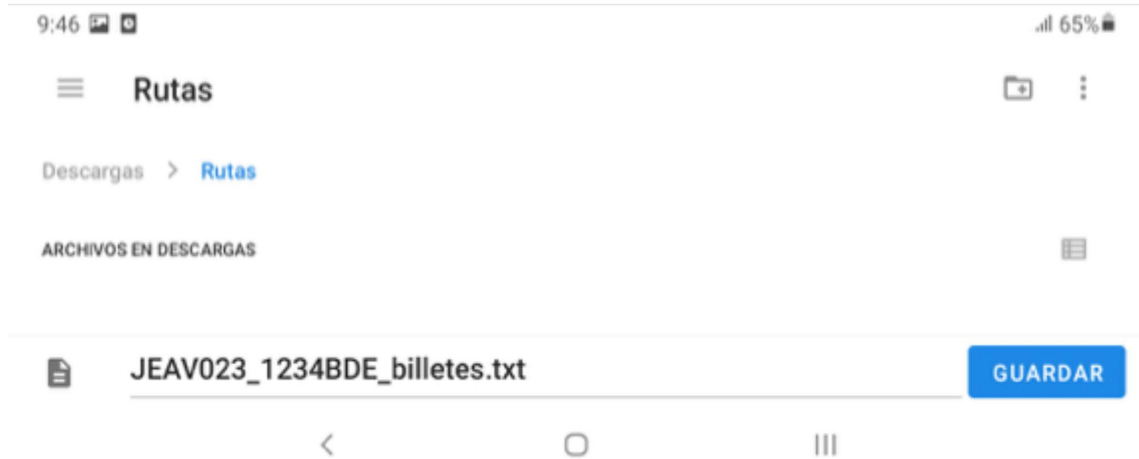 9:46 65%
Rutas
Descargas > Rutas
ARCHIVOS EN DESCARGAS
JEAV023_1234BDE_billetes.txt GUARDAR